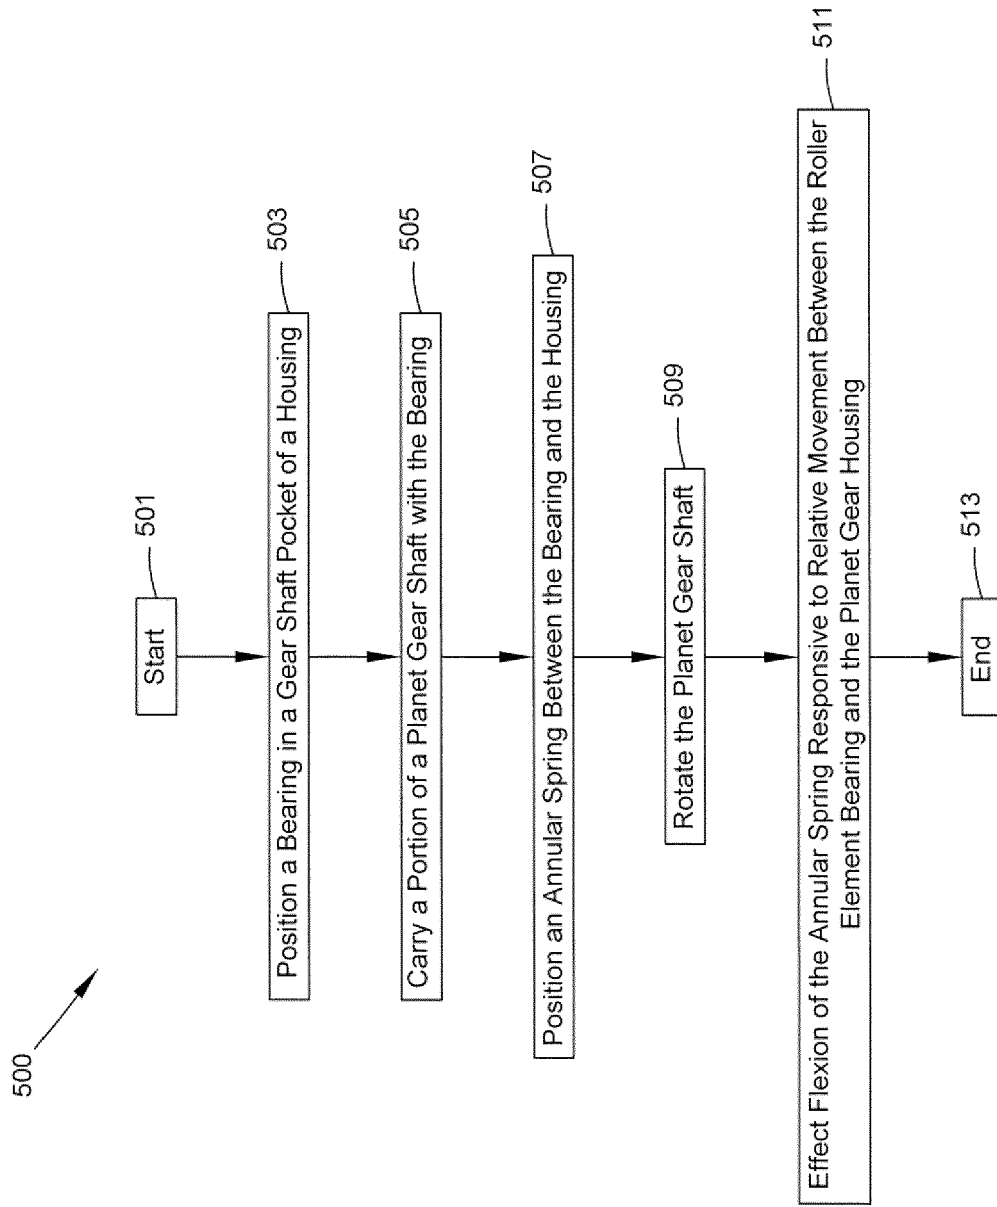 500
Start
501
Position a Bearing in a Gear Shaft Pocket of a Housing
503
Carry a Portion of a Planet Gear Shaft with the Bearing
505
Position an Annular Spring Between the Bearing and the Housing
507
Rotate the Planet Gear Shaft
509
Effect Flexion of the Annular Spring Responsive to Relative Movement Between the Roller
Element Bearing and the Planet Gear Housing
511
End
513